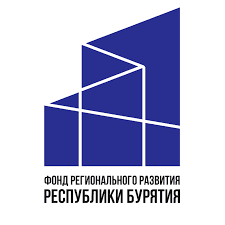 ФОНД РЕГИОНАЛЬНОГО РАЗВИТИЯ
РЕСПУБЛИКИ БУРЯТИЯ